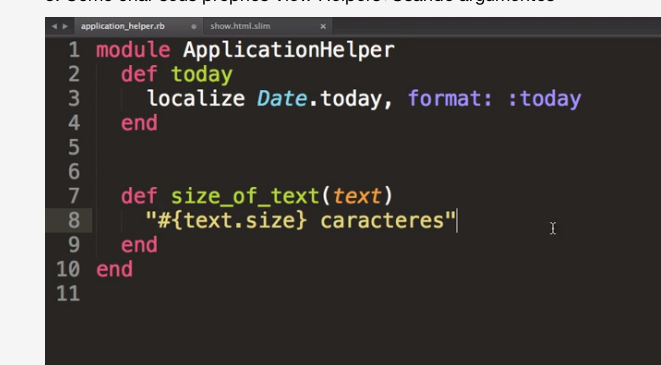 application_helper.rb
show.html.slim
1 module ApplicationHelper
2 def today
3 localize Date.today, format: :today
4 end
5
6
7 def size_of_text(text)
8 "#{text.size} caracteres"
9 end
10 end
11